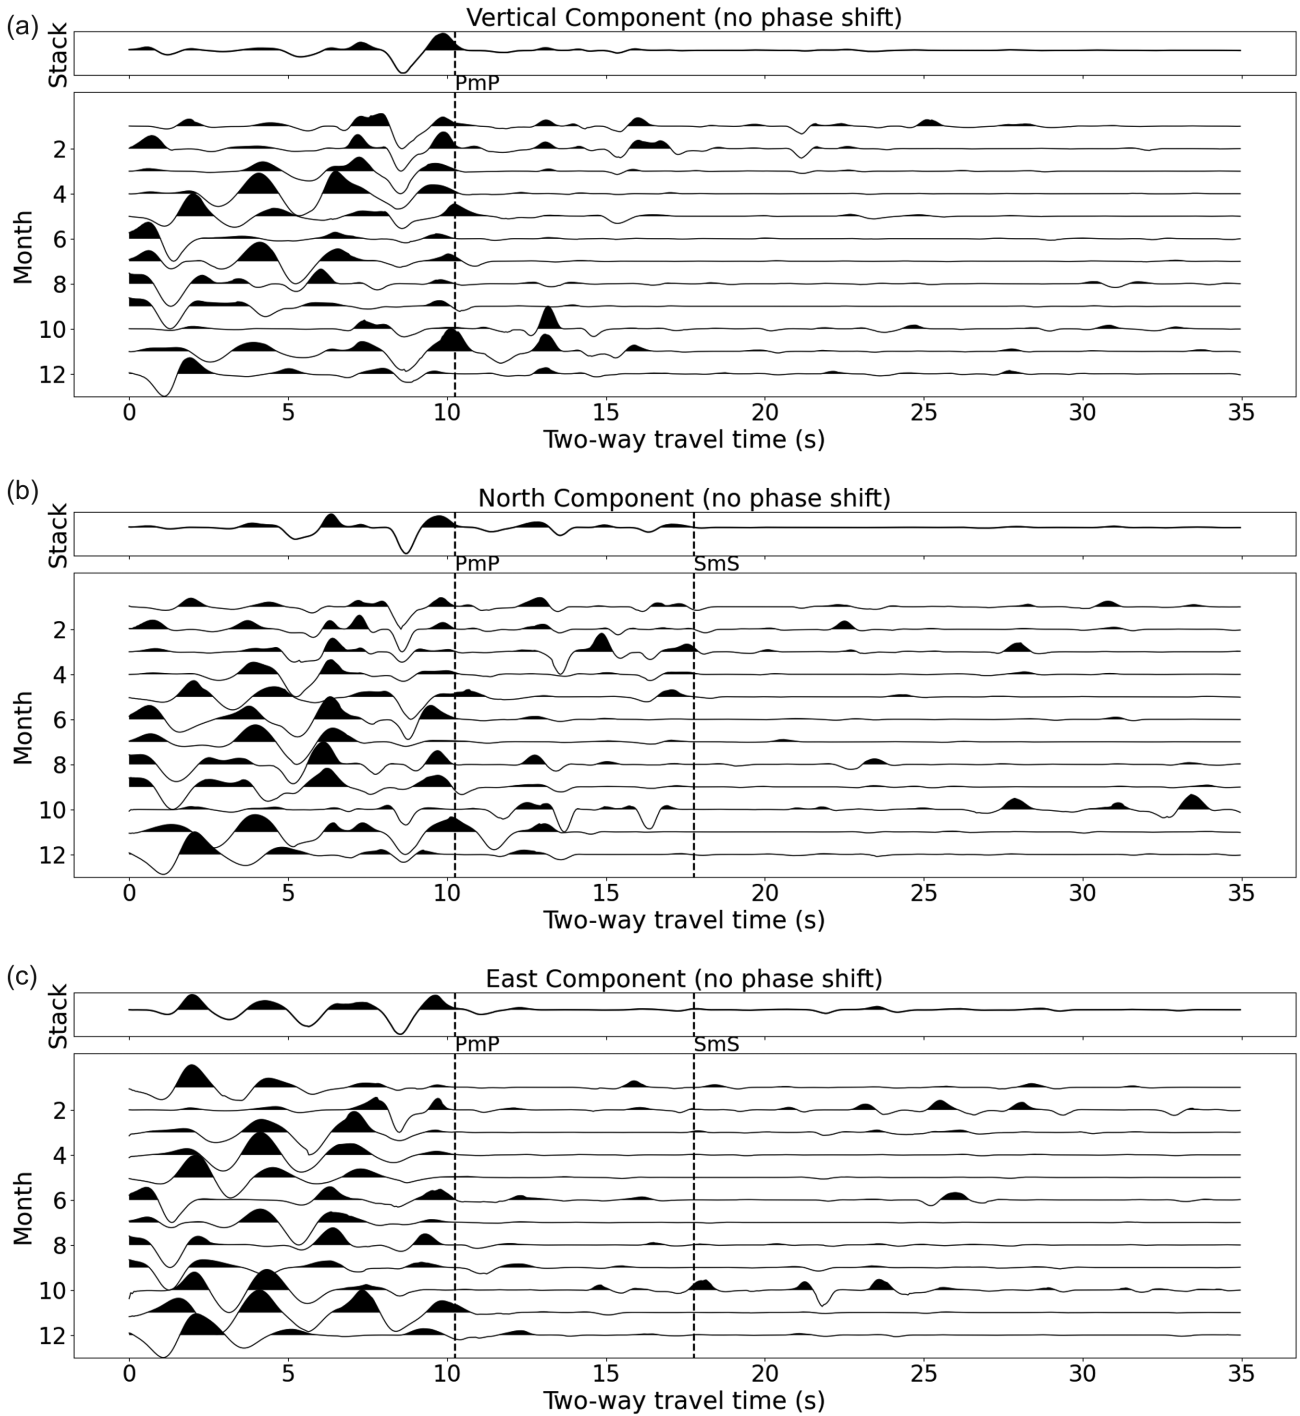 (a)
Vertical Component (no phase shift)
Stack
PmP
Month
2
4
6
8
10
12
0 5 10 15 20 25 30 35
Two-way travel time (s)
(b)
North Component (no phase shift)
Stack
PmP SmS
Month
2
4
6
8
10
12
0 5 10 15 20 25 30 35
Two-way travel time (s)
(c)
East Component (no phase shift)
Stack
PmP SmS
Month
2
4
6
8
10
12
0 5 10 15 20 25 30 35
Two-way travel time (s)